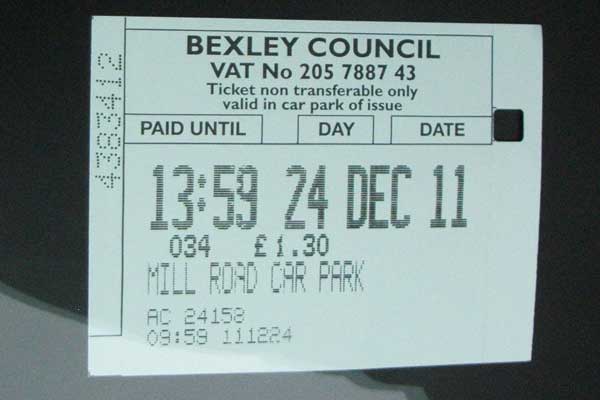 BEXLEY COUNCIL
VAT No 205 7887 43
Ticket non transferable only
valid in car park of issue
PAID UNTIL DAY DATE
13:59 24 DEC 11
034 £1.30
MILL ROAD CAR PARK
AC 24158
09:59 111224
4383412